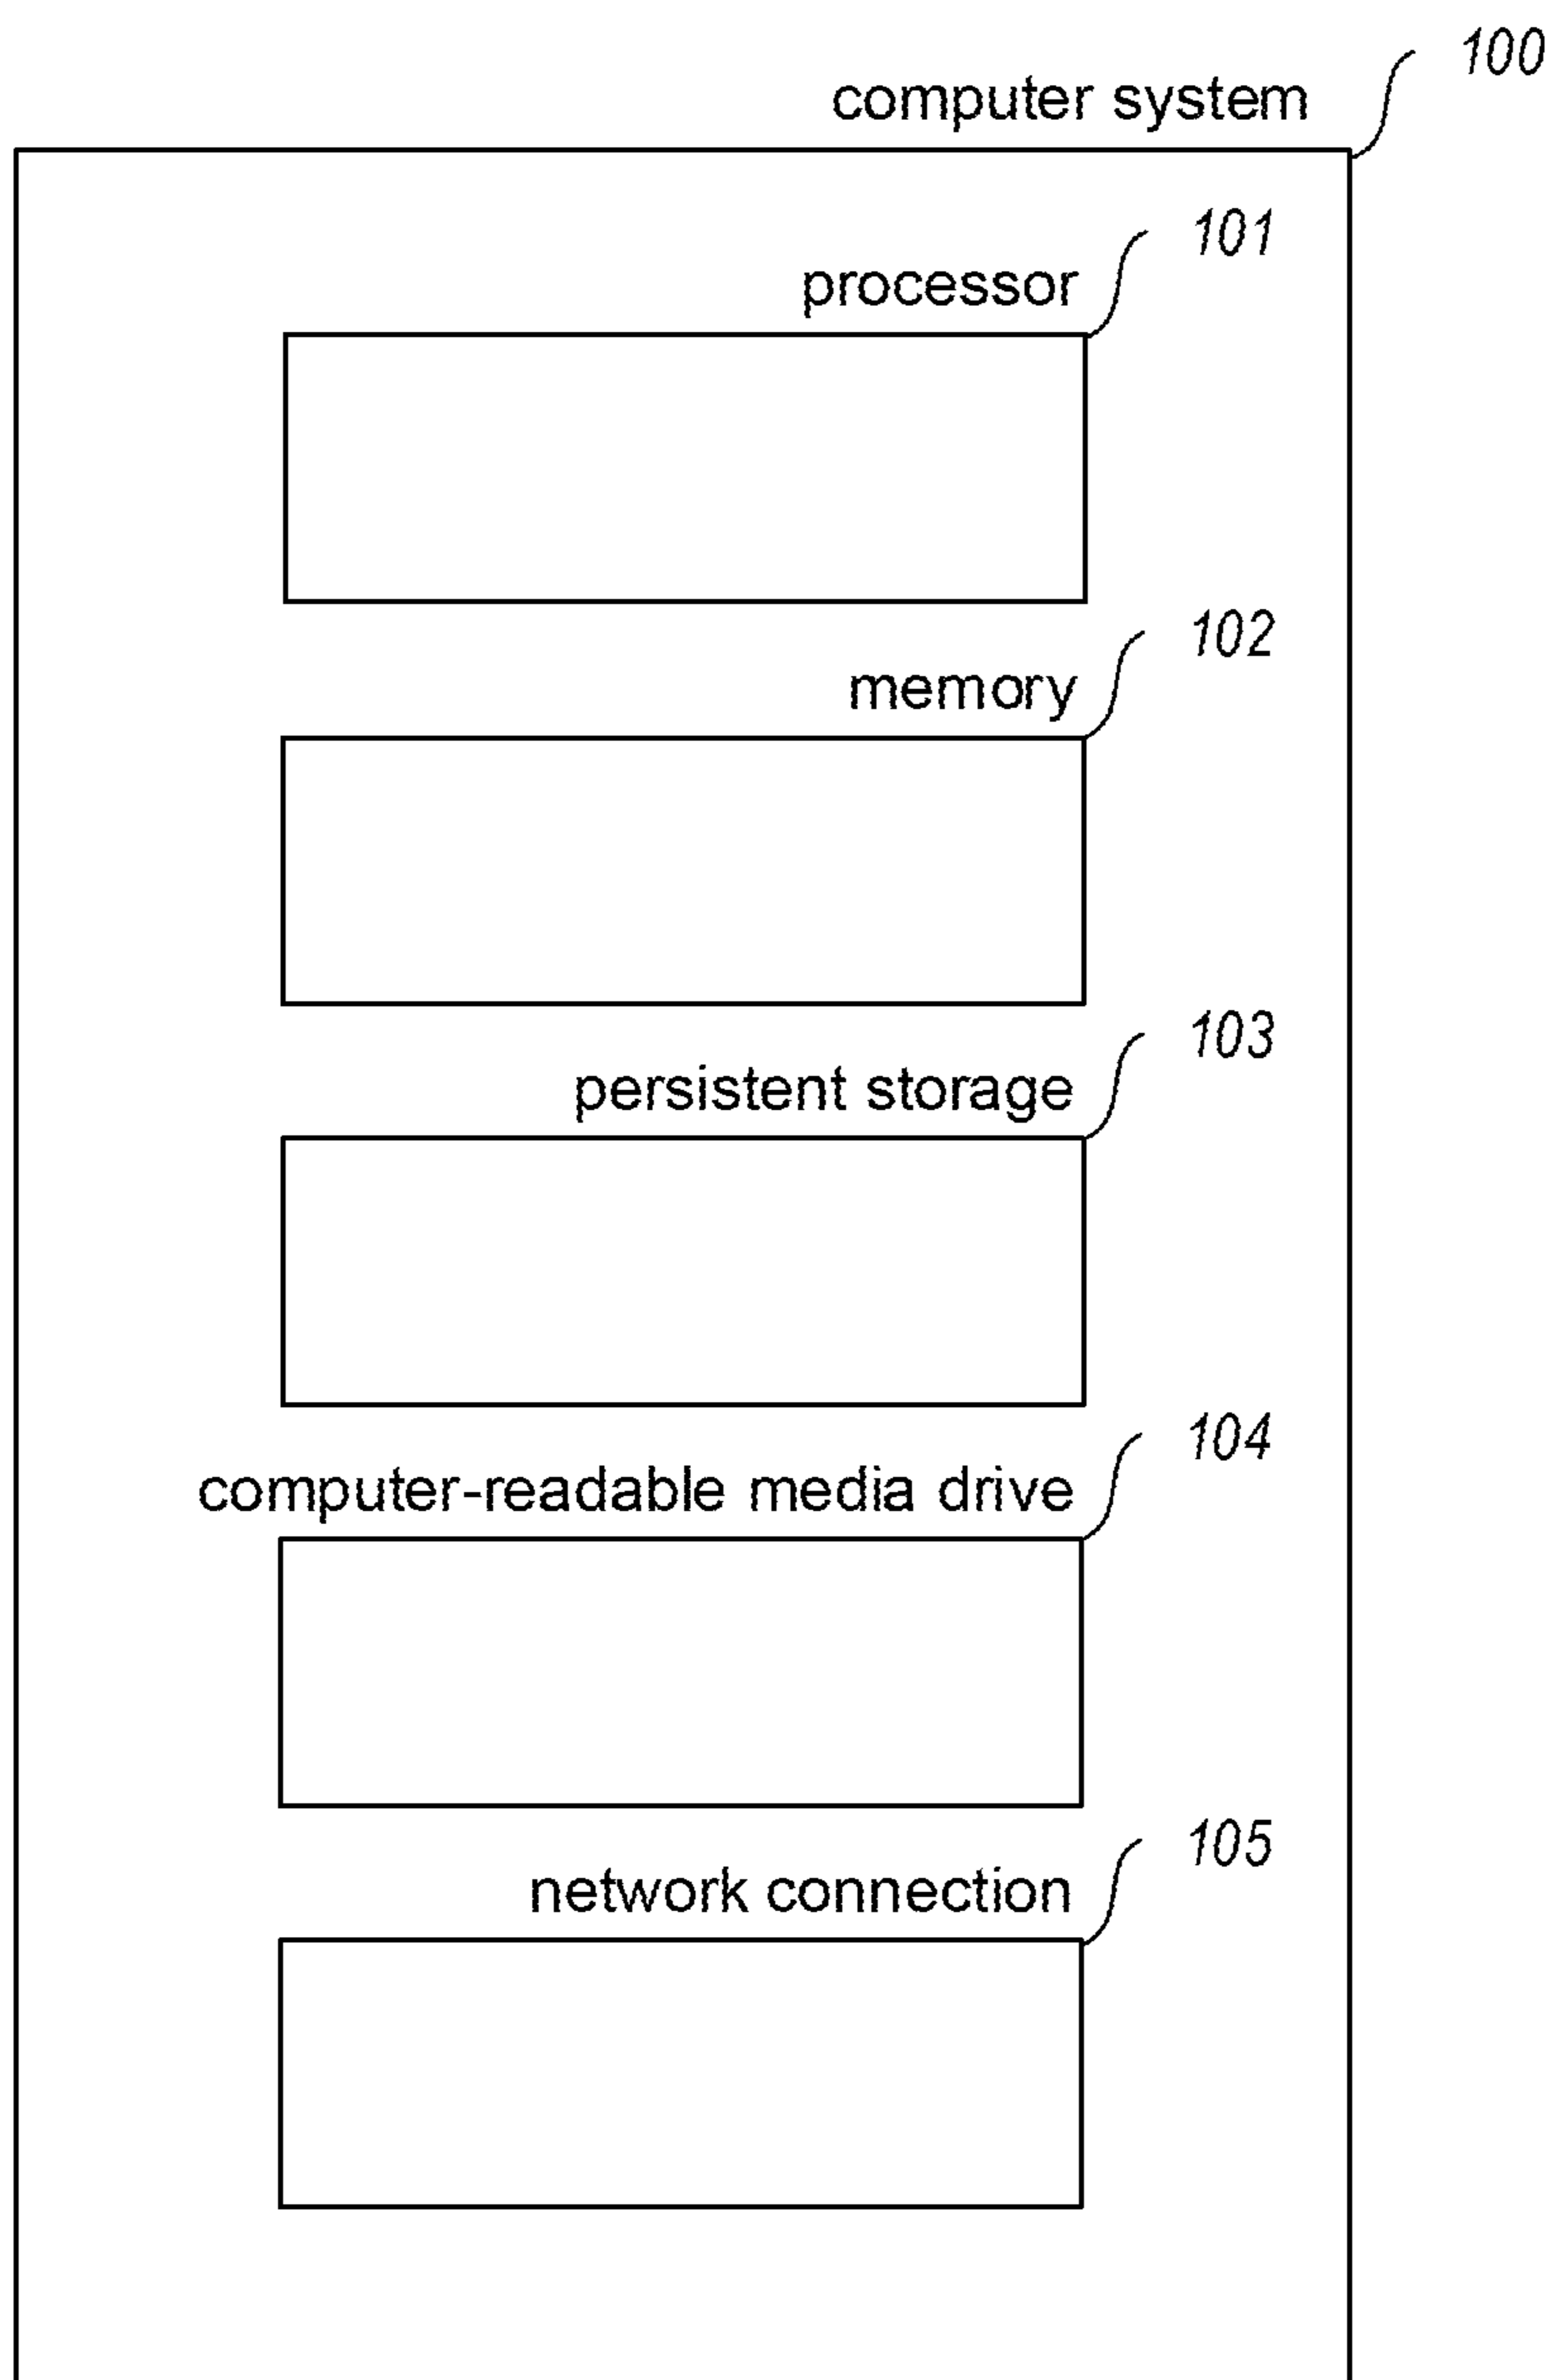 100
computer system
101
processor
102
memory
103
persistent storage
104
computer-readable media drive
105
network connection